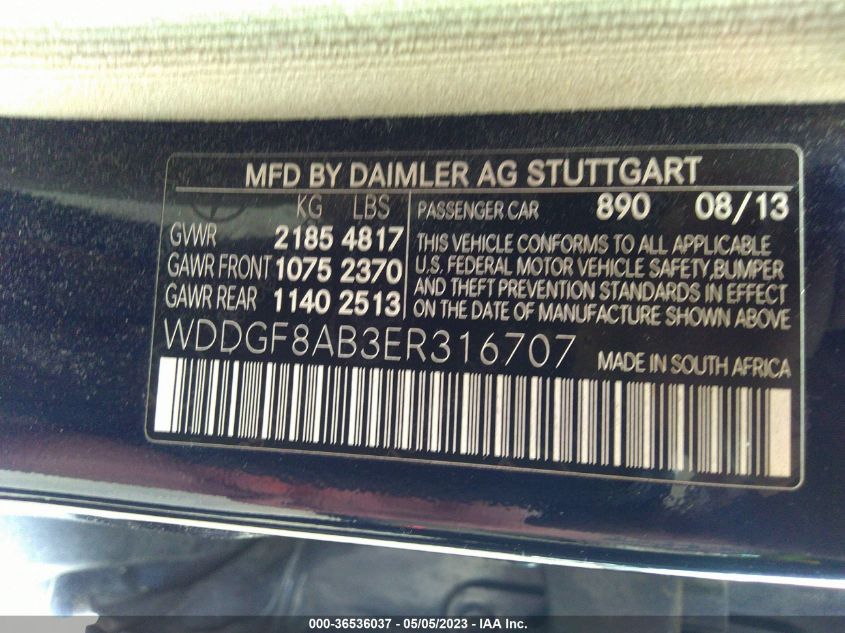 MFD BY DAIMLER AG STUTTGART
KG LBS
GVWR 2185 4817
GAWR FRONT 1075 2370
GAWR REAR 1140 2513
PASSENGER CAR 890 08/13
THIS VEHICLE CONFORMS TO ALL APPLICABLE
U.S. FEDERAL MOTOR VEHICLE SAFETY, BUMPER
AND THEFT PREVENTION STANDARDS IN EFFECT
ON THE DATE OF MANUFACTURE SHOWN ABOVE
WDDGF8AB3ER316707
MADE IN SOUTH AFRICA
000-36536037 - 05/05/2023 - IAA Inc.